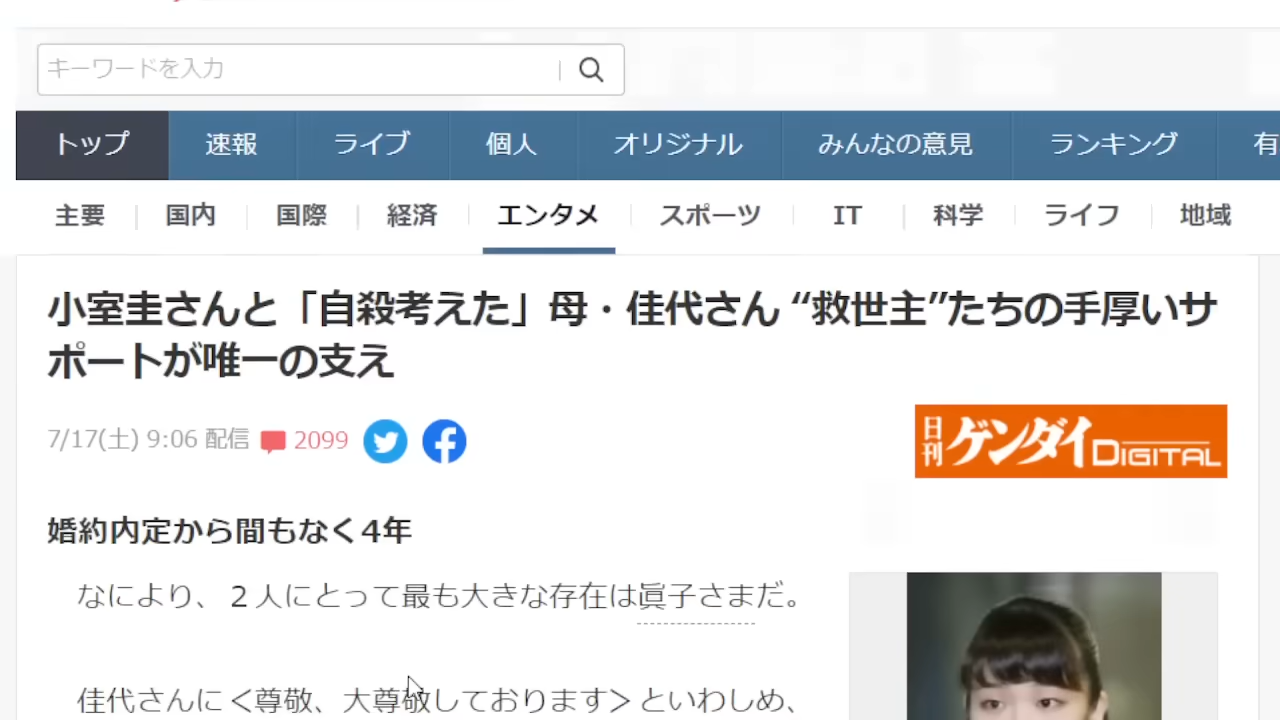 キーワードを入力
トップ 速報 ライブ 個人 オリジナル みんなの意見 ランキング 有
主要 国内 国際 経済 エンタメ スポーツ IT 科学 ライフ 地域
小室圭さんと「自殺考えた」母・佳代さん “救世主”たちの手厚いサ
ポートが唯一の支え
7/17(土) 9:06 配信 2099
日刊ゲンダイDIGITAL
婚約内定から間もなく4年
なにより、２人にとって最も大きな存在は眞子さまだ。
佳代さんに＜尊敬、大尊敬しております＞といわしめ、